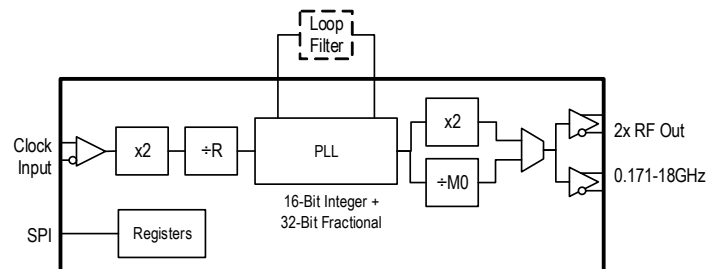 Loop
Filter
Clock
Input
x2
÷R
PLL
x2
÷M0
2x RF Out
0.171-18GHz
16-Bit Integer +
32-Bit Fractional
SPI
Registers